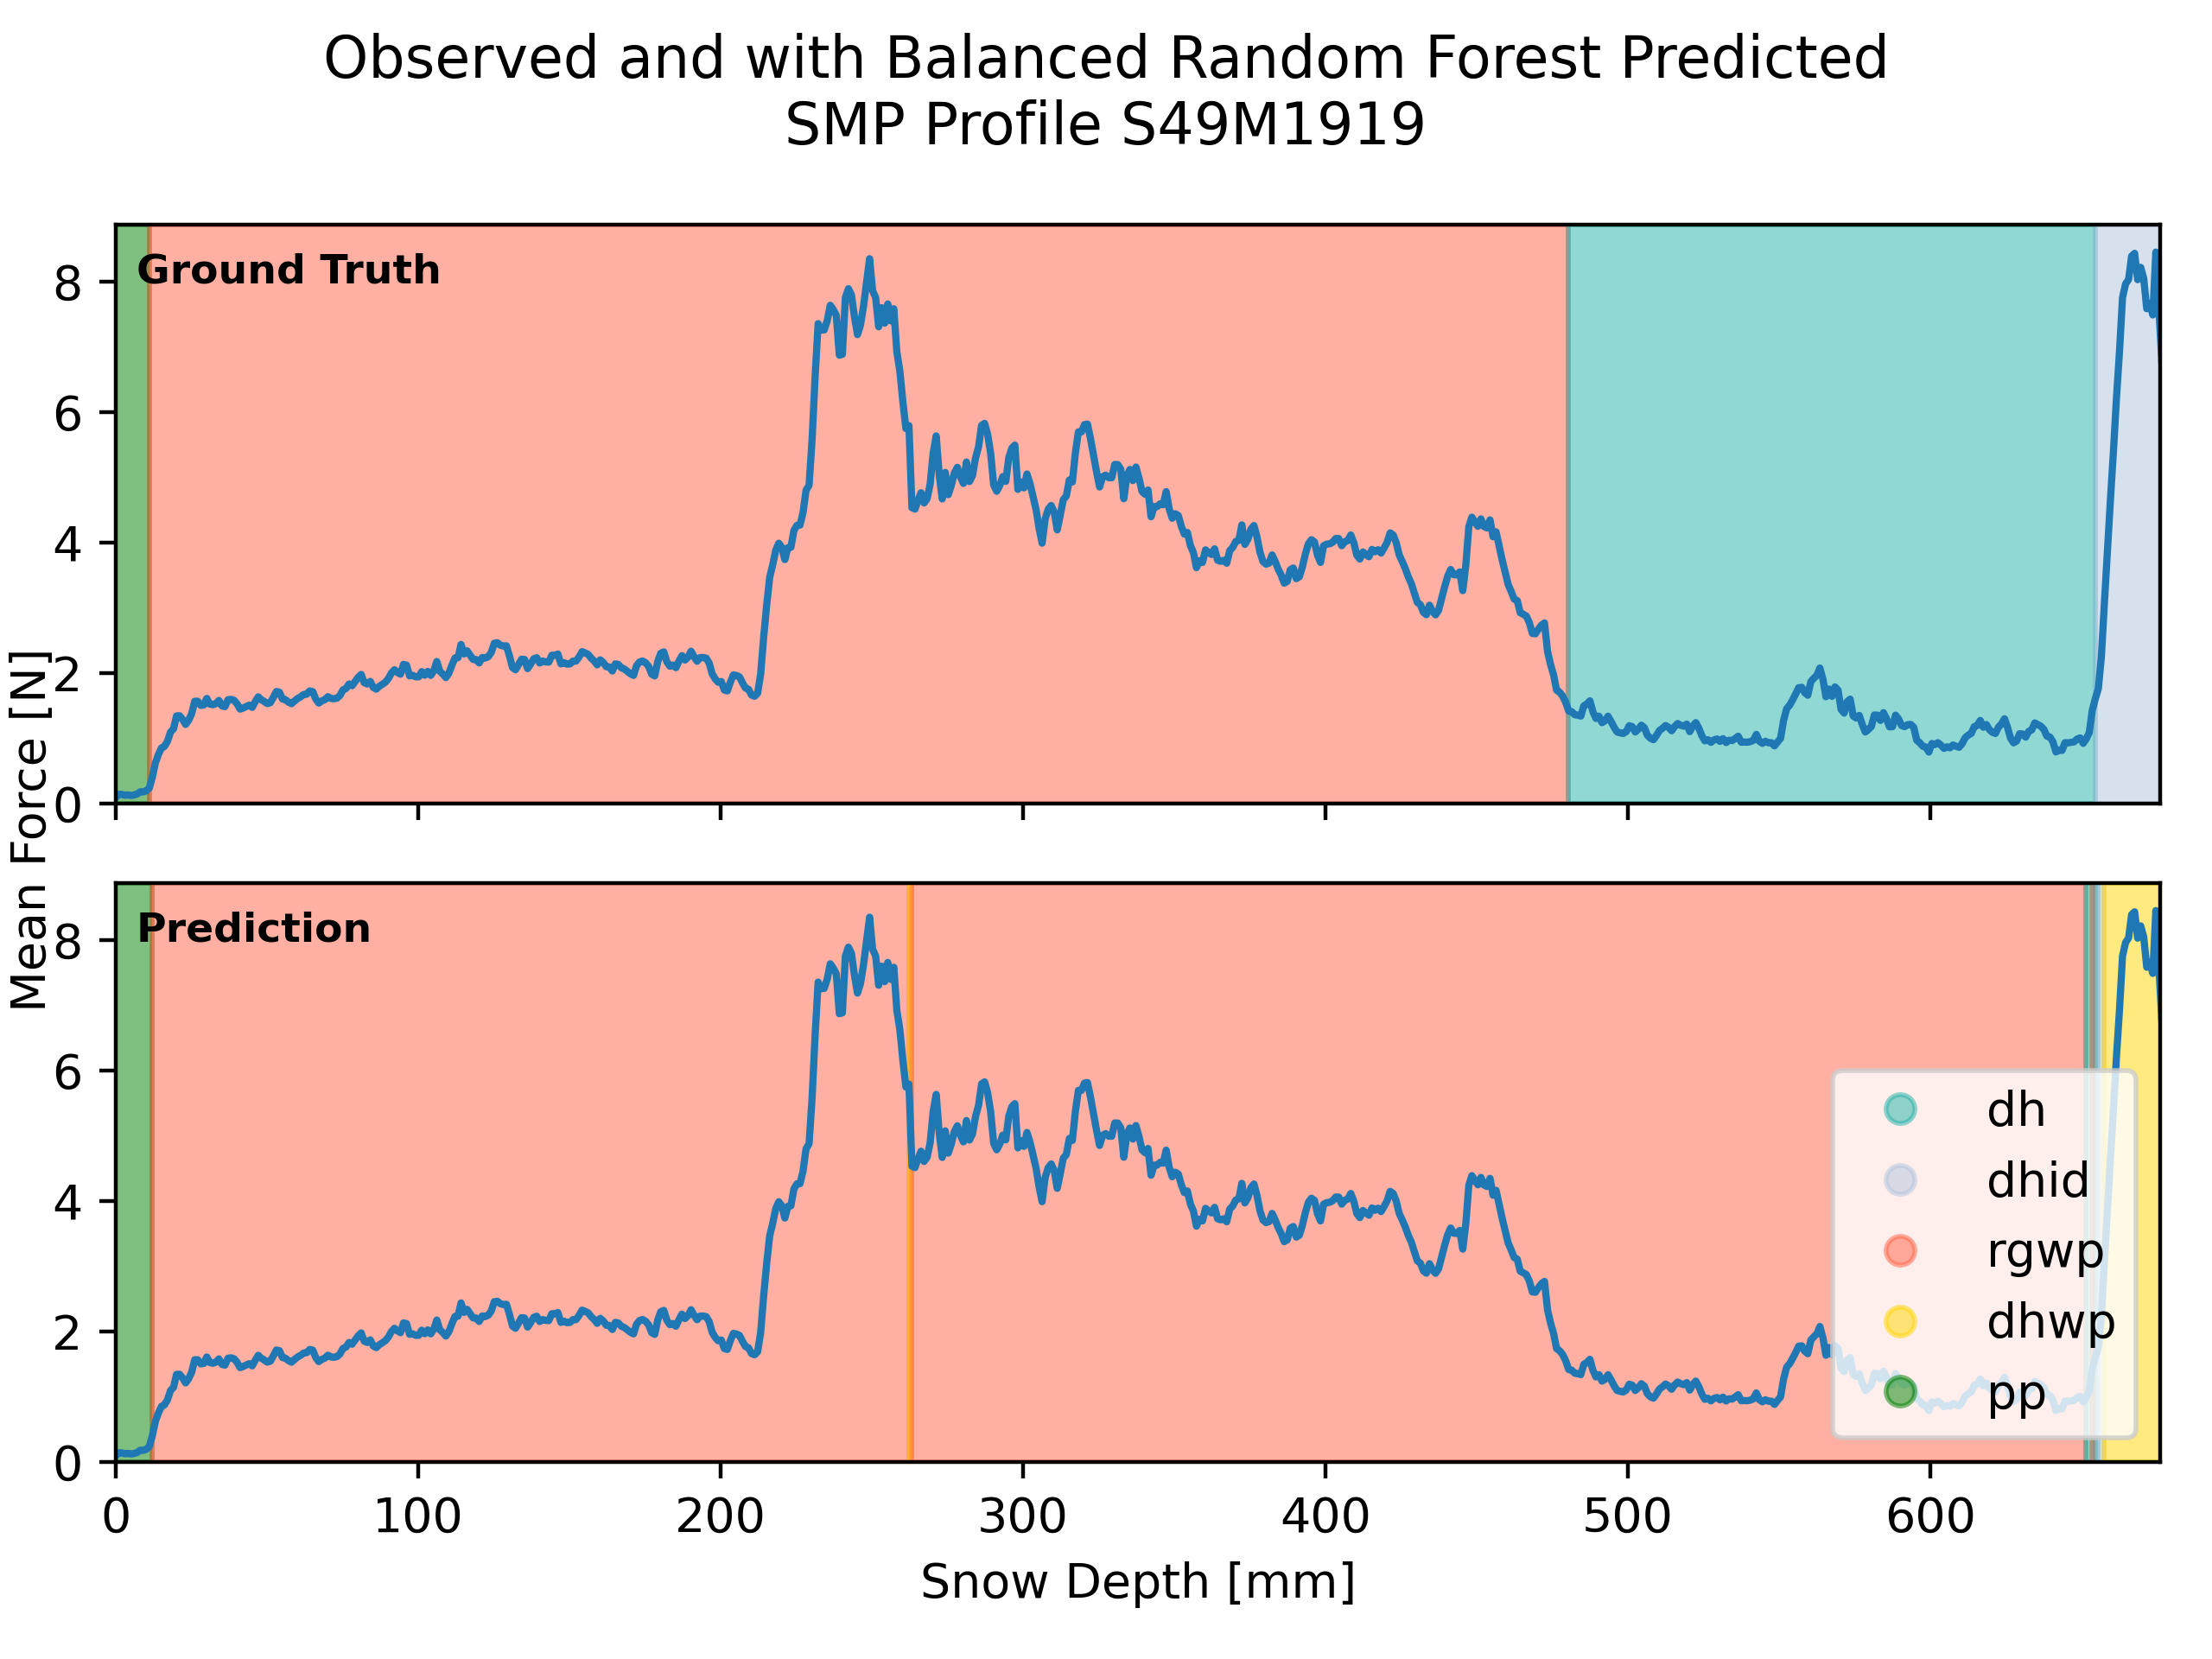 Observed and with Balanced Random Forest Predicted
SMP Profile S49M1919
Mean Force [N]
Ground Truth
8
6
4
2
0
Prediction
8
6
4
2
0
dh
dhid
rgwp
dhwp
pp
0 100 200 300 400 500 600
Snow Depth [mm]